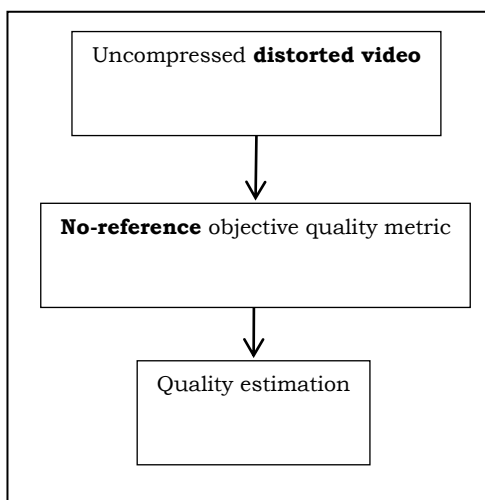 Uncompressed distorted video
No-reference objective quality metric
Quality estimation